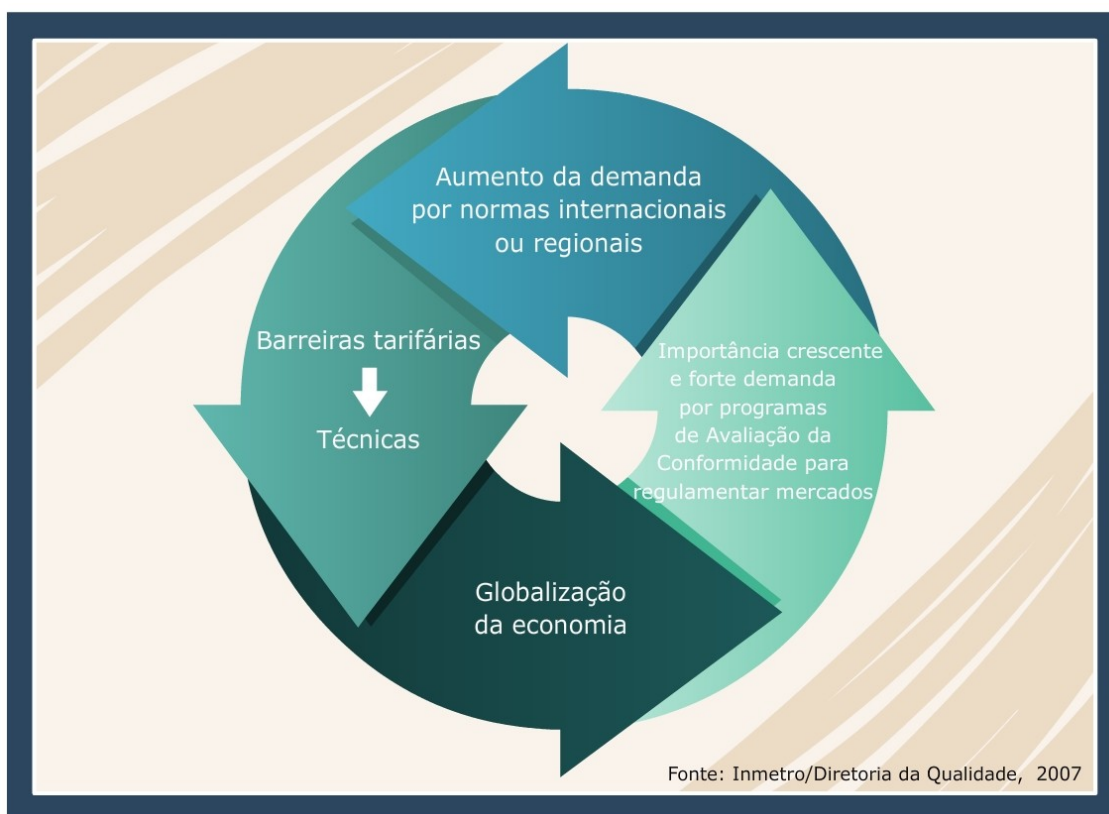 Aumento da demanda
por normas internacionais
ou regionais
Barreiras tarifárias
Técnicas
Importância crescente
e forte demanda
por programas
de Avaliação da
Conformidade para
regulamentar mercados
Globalização
da economia
Fonte: Inmetro/Diretoria da Qualidade, 2007